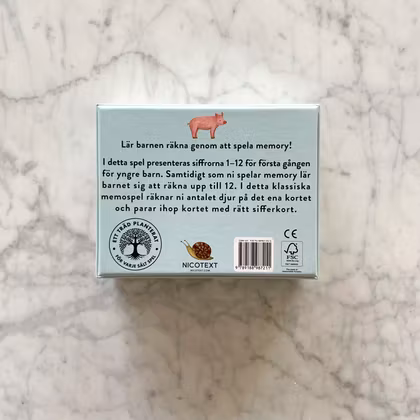 Lär barnen räkna genom att spela memory!
I detta spel presenteras siffrorna 1–12 för första gången
för yngre barn. Samtidigt som ni spelar memory lär
barnet sig att räkna upp till 12. I detta klassiska
memospel räknar ni antalet djur på det ena kortet
och parar ihop kortet med rätt sifferkort.
ETT TRÄD PLANTERAT
FÖR VARJE SÅLT SPEL
NICOTEXT
CE
FSC